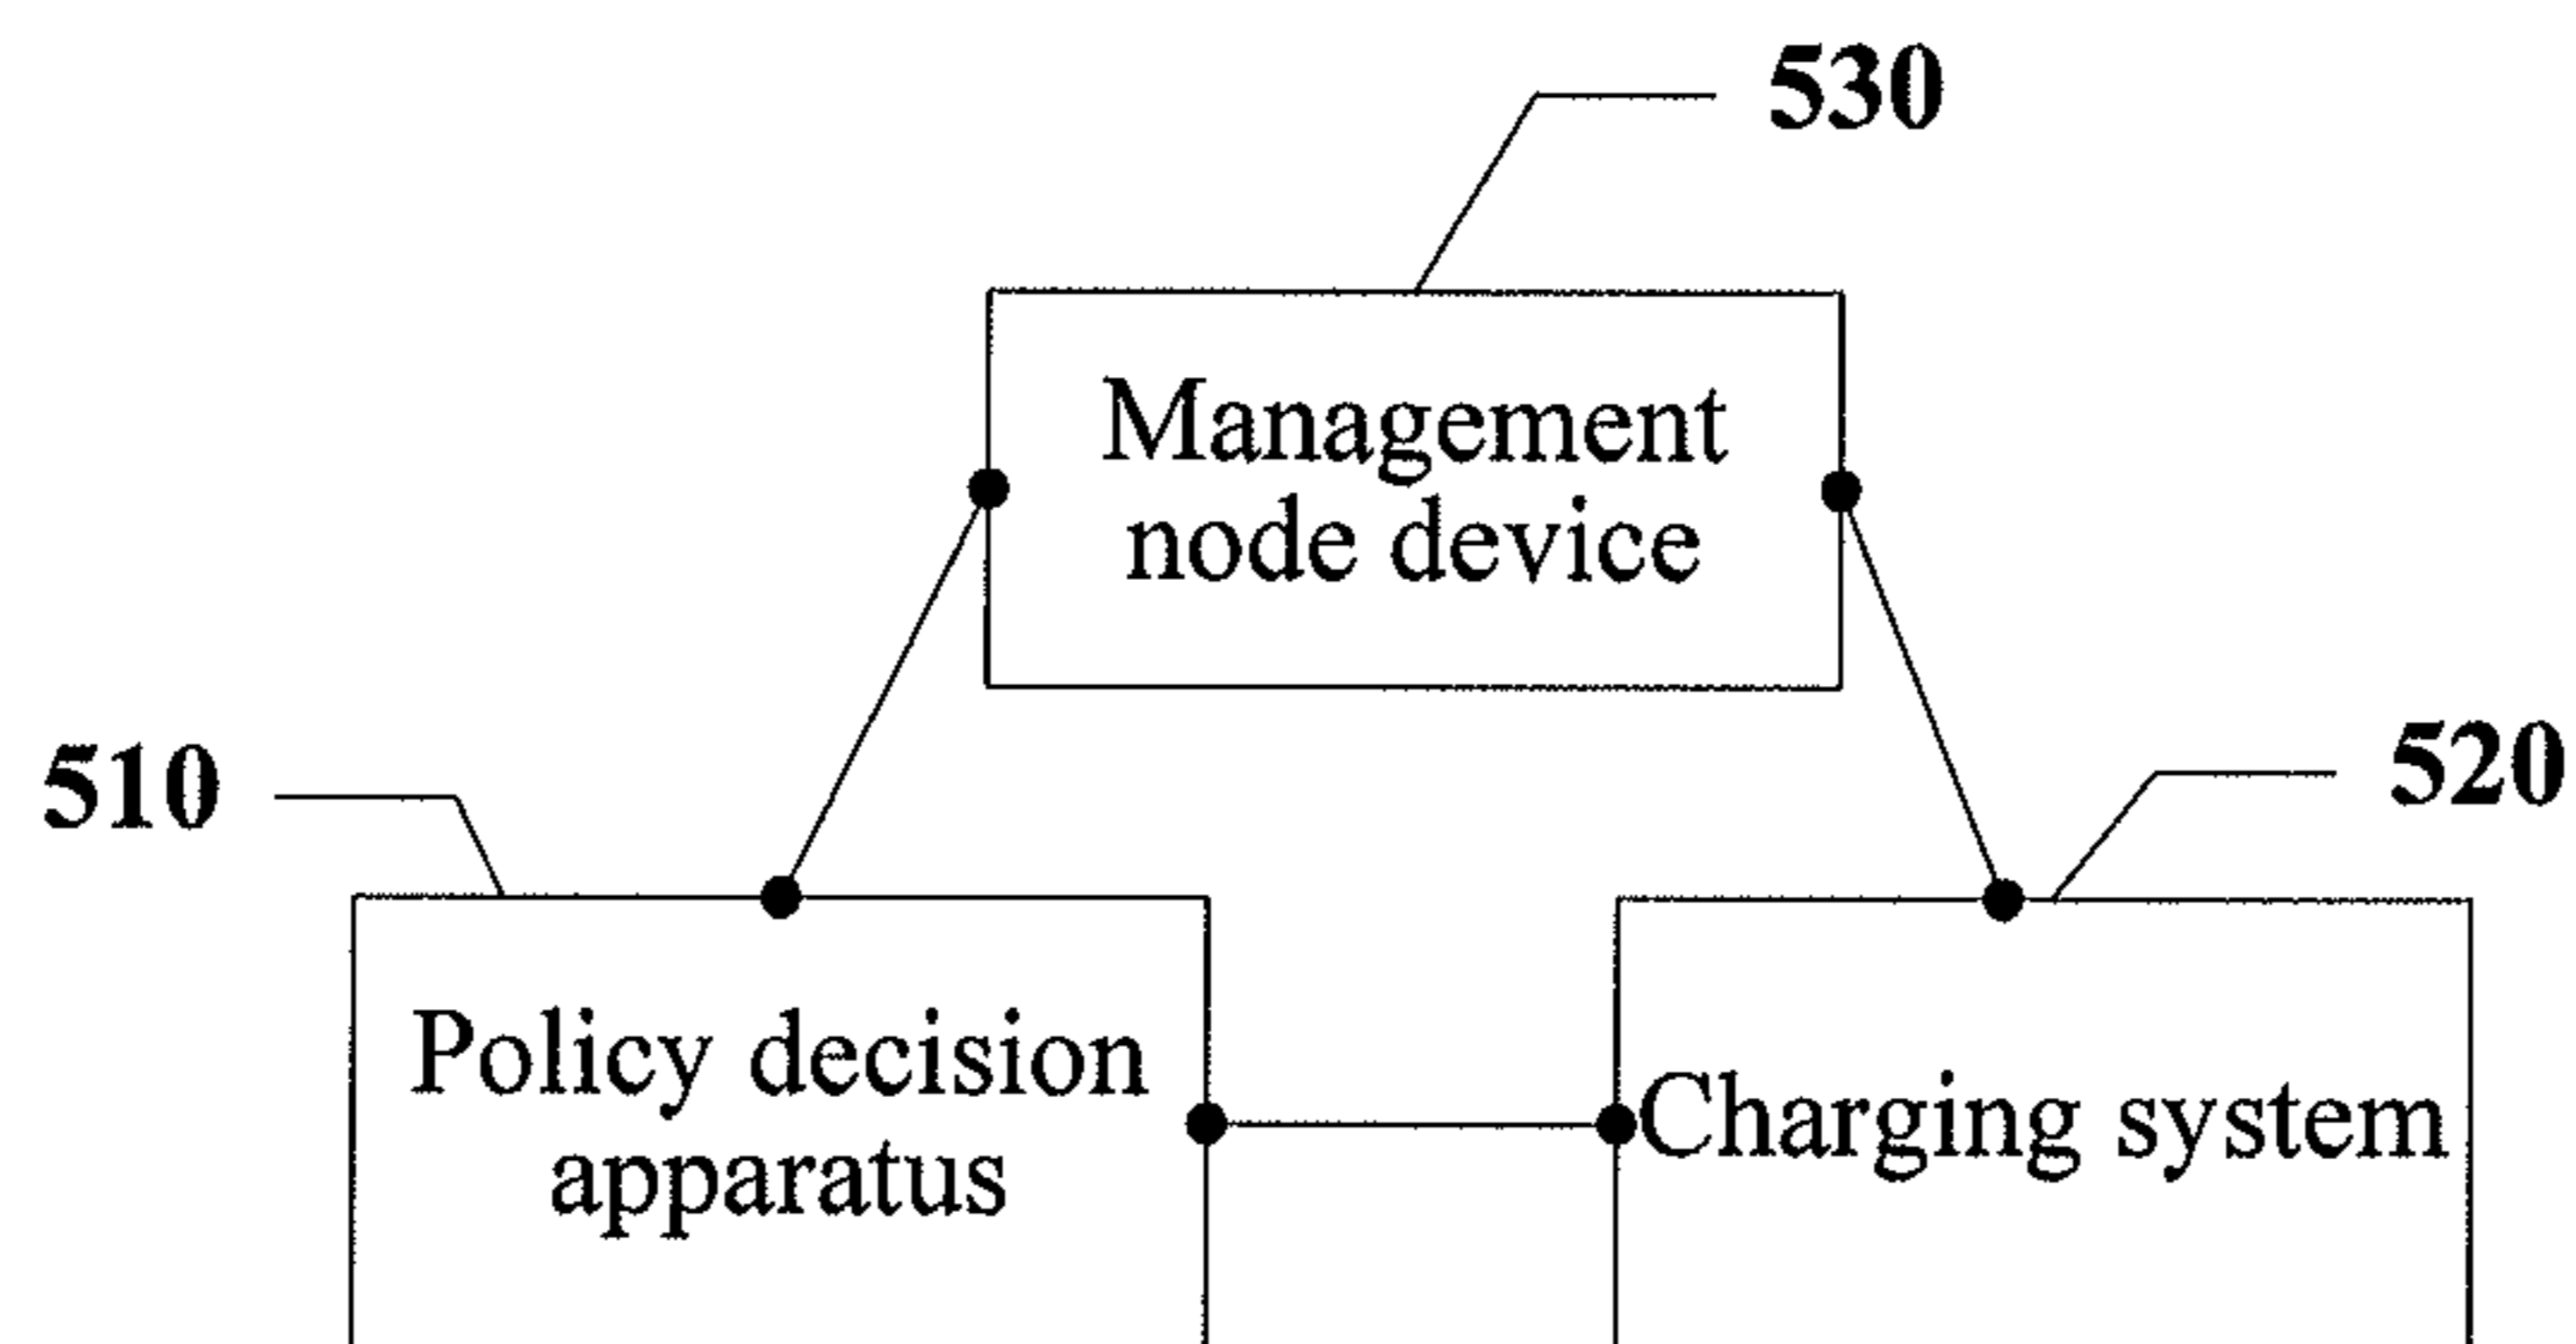 530
Management
node device
510
520
Policy decision
apparatus
Charging system